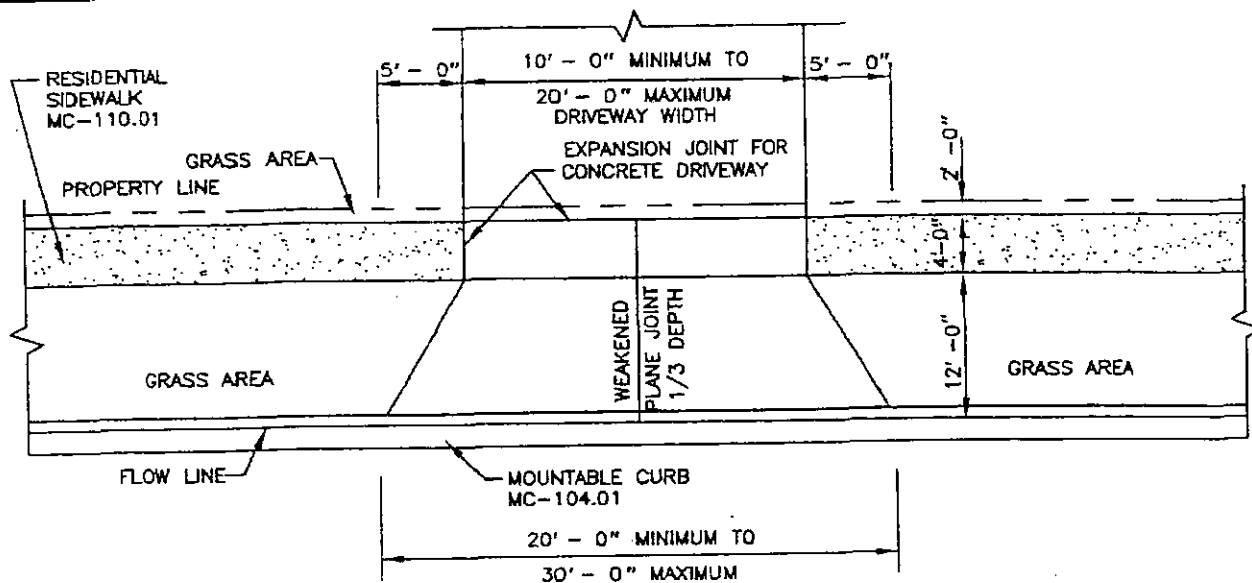 5' - 0"
10' - 0" MINIMUM TO
5' - 0"
20' - 0" MAXIMUM
DRIVEWAY WIDTH
RESIDENTIAL
SIDEWALK
MC-110.01
GRASS AREA
PROPERTY LINE
EXPANSION JOINT FOR
CONCRETE DRIVEWAY
2' -0"
4'-0"
12' -0"
WEAKENED
PLANE JOINT
1/3 DEPTH
GRASS AREA
GRASS AREA
FLOW LINE
MOUNTABLE CURB
MC-104.01
20' - 0" MINIMUM TO
30' - 0" MAXIMUM